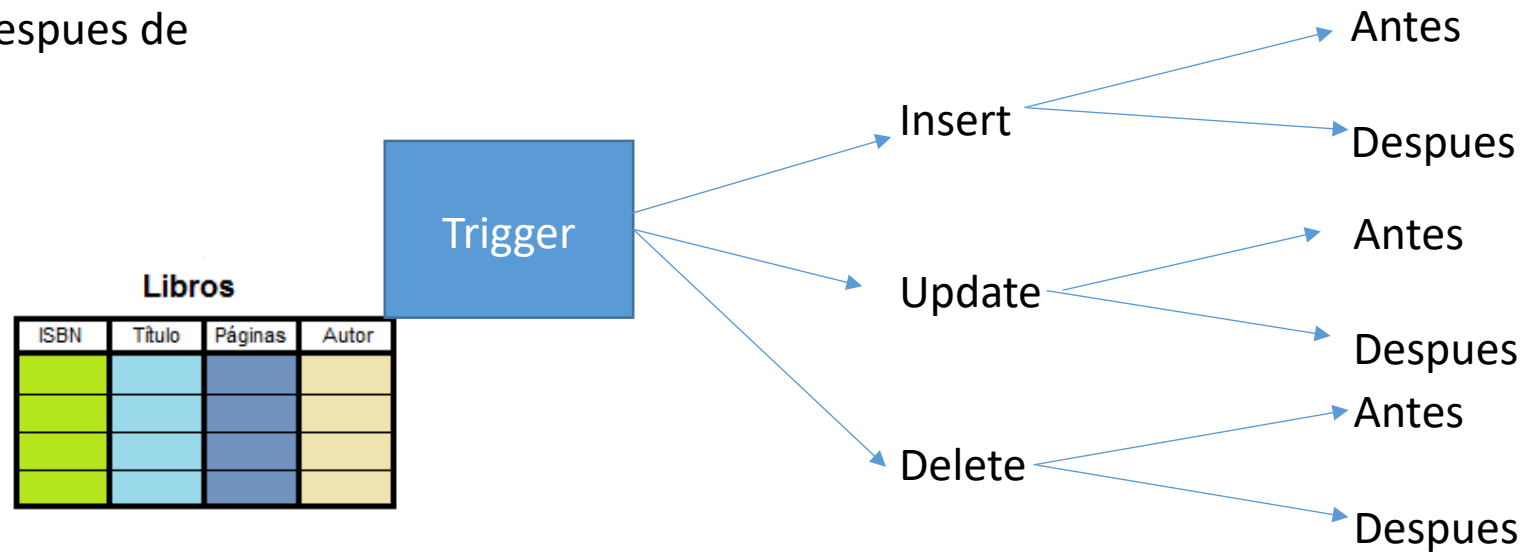 espues de
Antes
Insert
Despues
Trigger
Antes
Libros
Update
ISBN Título Páginas Autor
Despues
Antes
Delete
Despues